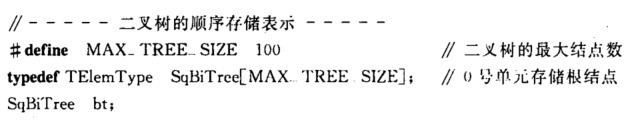 // - - - - - 二叉树的顺序存储表示 - - - - -
#define MAX_TREE_SIZE 100 // 二叉树的最大结点数
typedef TElemType SqBiTree[MAX_TREE_SIZE]; // 0号单元存储根结点
SqBiTree bt;